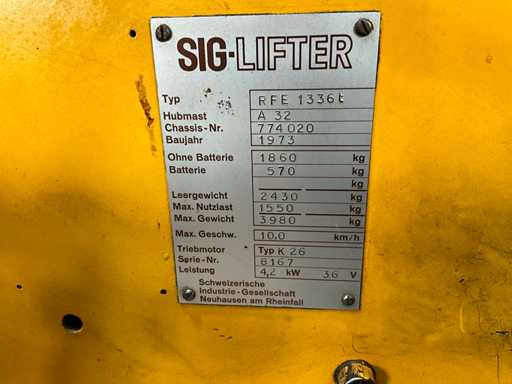 SIG-LIFTER
Typ RFE 1336t
Hubmast A 32
Chassis-Nr. 774020
Baujahr 1973
Ohne Batterie 1860 kg
Batterie 570 kg
kg
Leergewicht 2430 kg
Max. Nutzlast 1550 kg
Max. Gewicht 3980 kg
Max. Geschw. 10.0 km/h
Triebmotor Typ K 26
Serie-Nr. 8167
Leistung 4,2 kW 36 V
Schweizerische
Industrie-Gesellschaft
Neuhausen am Rheinfall